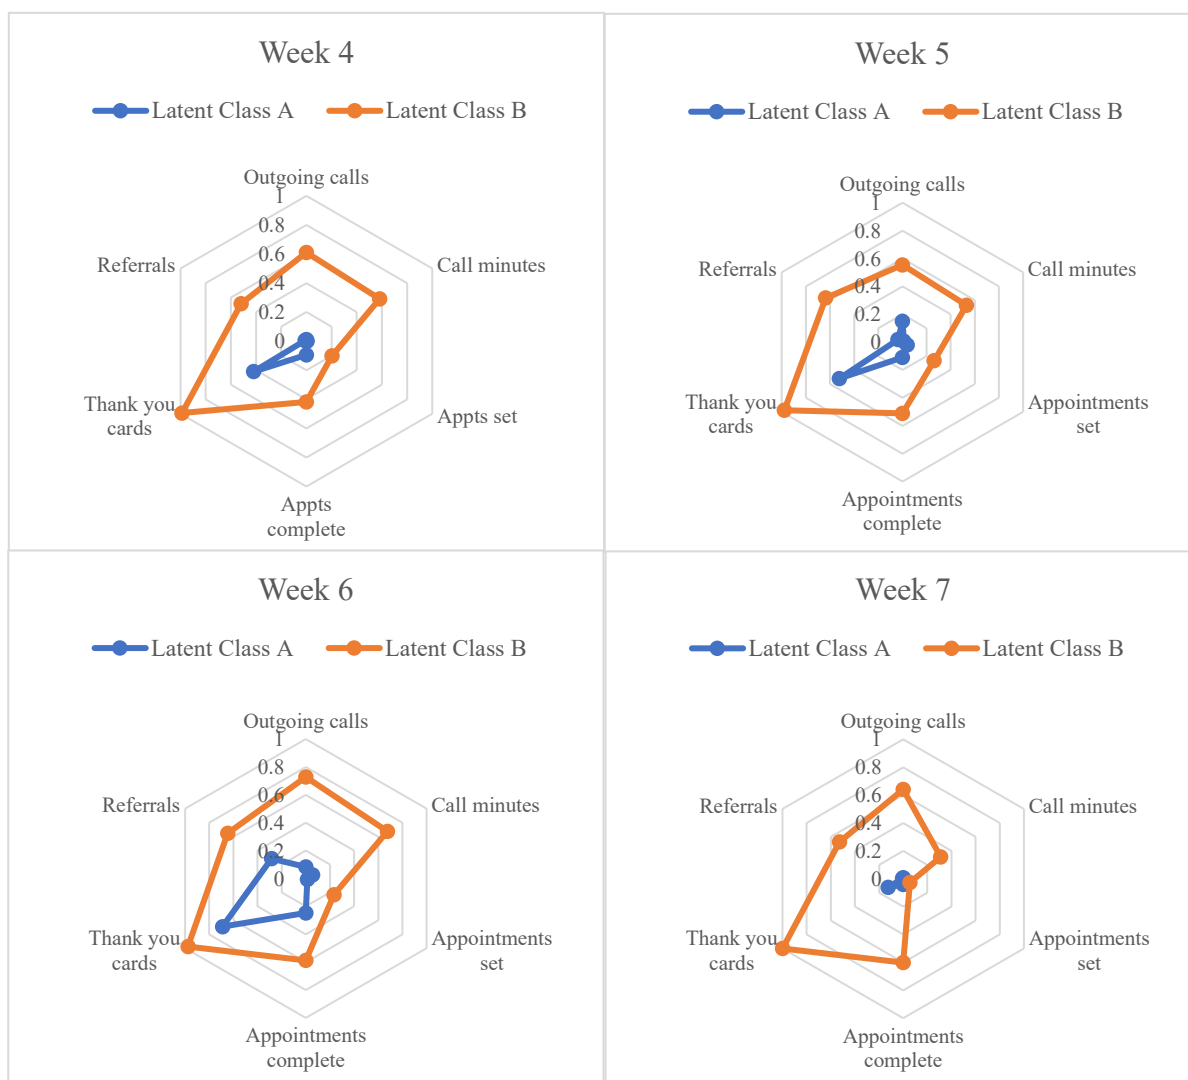 Week 4
Latent Class A
Latent Class B
Outgoing calls
1
0.8
0.6
0.4
0.2
0
Call minutes
Appts set
Appts
complete
Thank you
cards
Referrals
Week 5
Latent Class A
Latent Class B
Outgoing calls
1
0.8
0.6
0.4
0.2
0
Call minutes
Appointments
set
Appointments
complete
Thank you
cards
Referrals
Week 6
Latent Class A
Latent Class B
Outgoing calls
1
0.8
0.6
0.4
0.2
0
Call minutes
Appointments
set
Appointments
complete
Thank you
cards
Referrals
Week 7
Latent Class A
Latent Class B
Outgoing calls
1
0.8
0.6
0.4
0.2
0
Call minutes
Appointments
set
Appointments
complete
Thank you
cards
Referrals